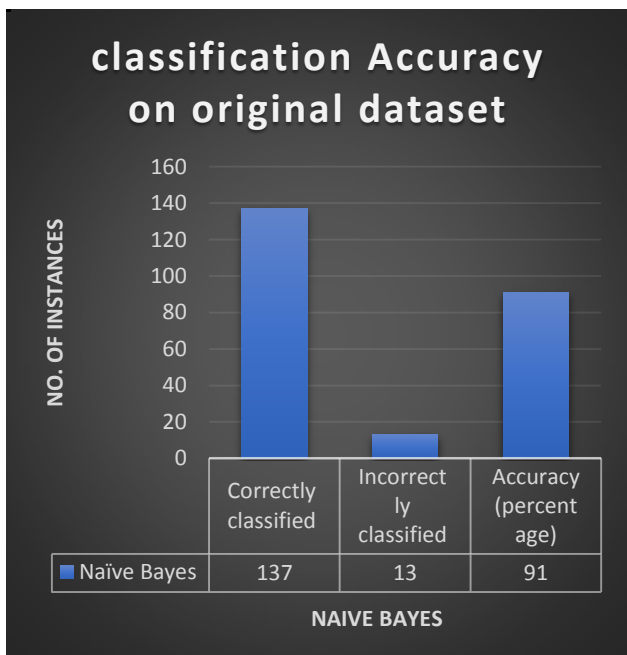 classification Accuracy
on original dataset
160
140
120
100
80
60
40
20
0
NO. OF INSTANCES
Correctly
classified
Incorrect
ly
classified
Accuracy
(percent
age)
Naïve Bayes 137 13 91
NAIVE BAYES